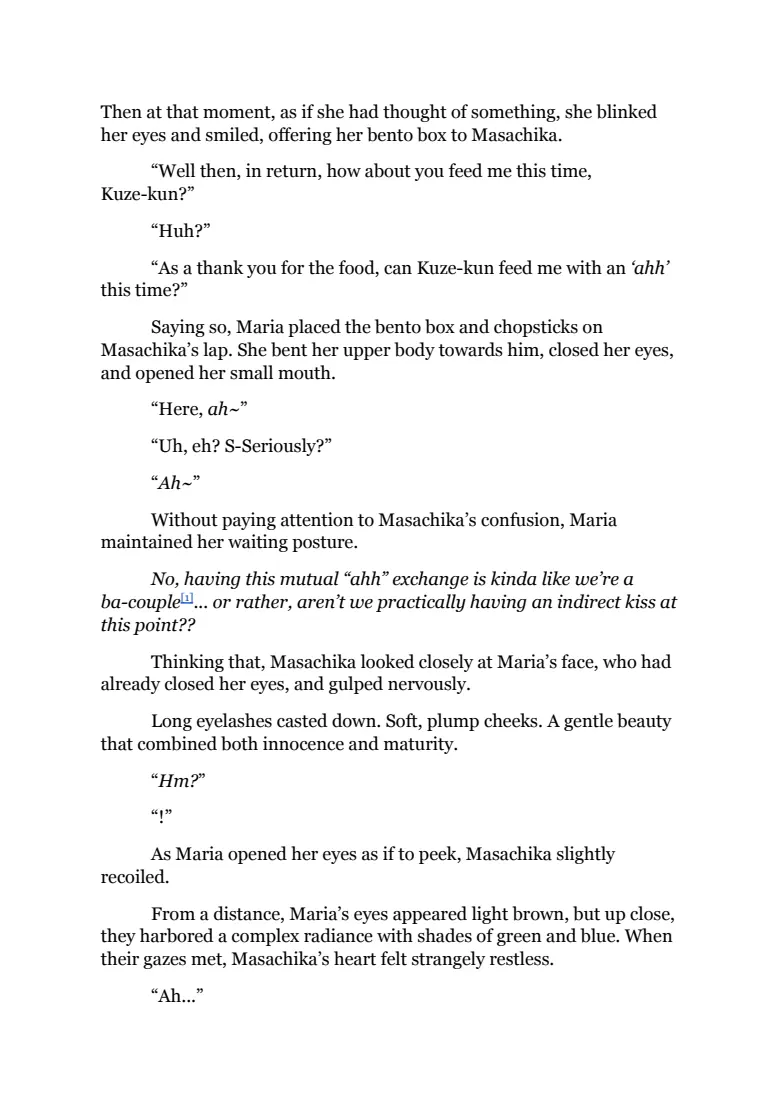 Then at that moment, as if she had thought of something, she blinked
her eyes and smiled, offering her bento box to Masachika.
“Well then, in return, how about you feed me this time,
Kuze-kun?”
“Huh?”
“As a thank you for the food, can Kuze-kun feed me with an ‘ahh’
this time?”
Saying so, Maria placed the bento box and chopsticks on
Masachika’s lap. She bent her upper body towards him, closed her eyes,
and opened her small mouth.
“Here, ah~”
“Uh, eh? S-Seriously?”
“Ah~”
Without paying attention to Masachika’s confusion, Maria
maintained her waiting posture.
No, having this mutual “ahh” exchange is kinda like we’re a
ba-couple[1]... or rather, aren’t we practically having an indirect kiss at
this point??
Thinking that, Masachika looked closely at Maria’s face, who had
already closed her eyes, and gulped nervously.
Long eyelashes casted down. Soft, plump cheeks. A gentle beauty
that combined both innocence and maturity.
“Hm?”
“!”
As Maria opened her eyes as if to peek, Masachika slightly
recoiled.
From a distance, Maria’s eyes appeared light brown, but up close,
they harbored a complex radiance with shades of green and blue. When
their gazes met, Masachika’s heart felt strangely restless.
“Ah...”